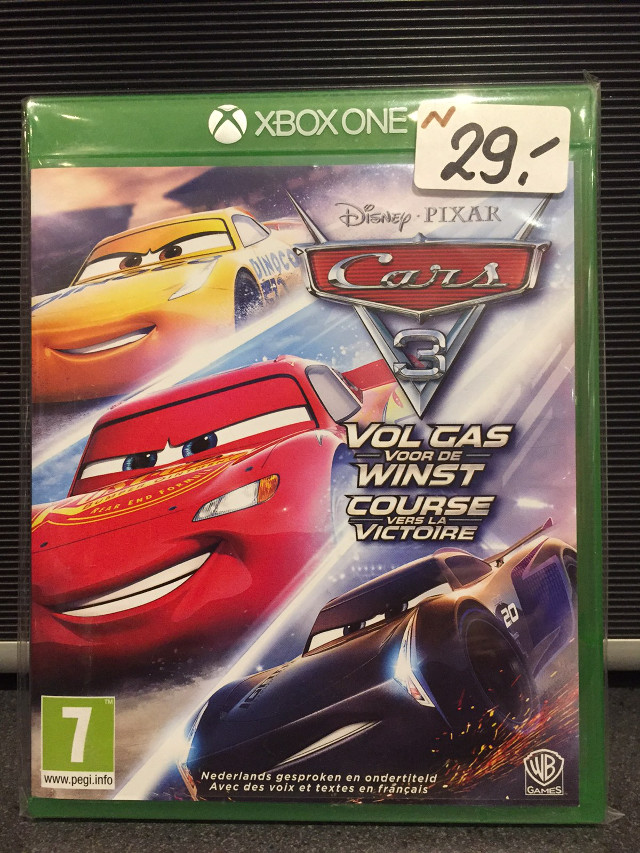 XBOX ONE
N
29,-
Disney · PIXAR
Cars
3
DINOCO
VOL GAS
VOOR DE
WINST
COURSE
VERS LA
VICTOIRE
20
7
www.pegi.info
Nederlands gesproken en ondertiteld
Avec des voix et textes en français
WB
GAMES